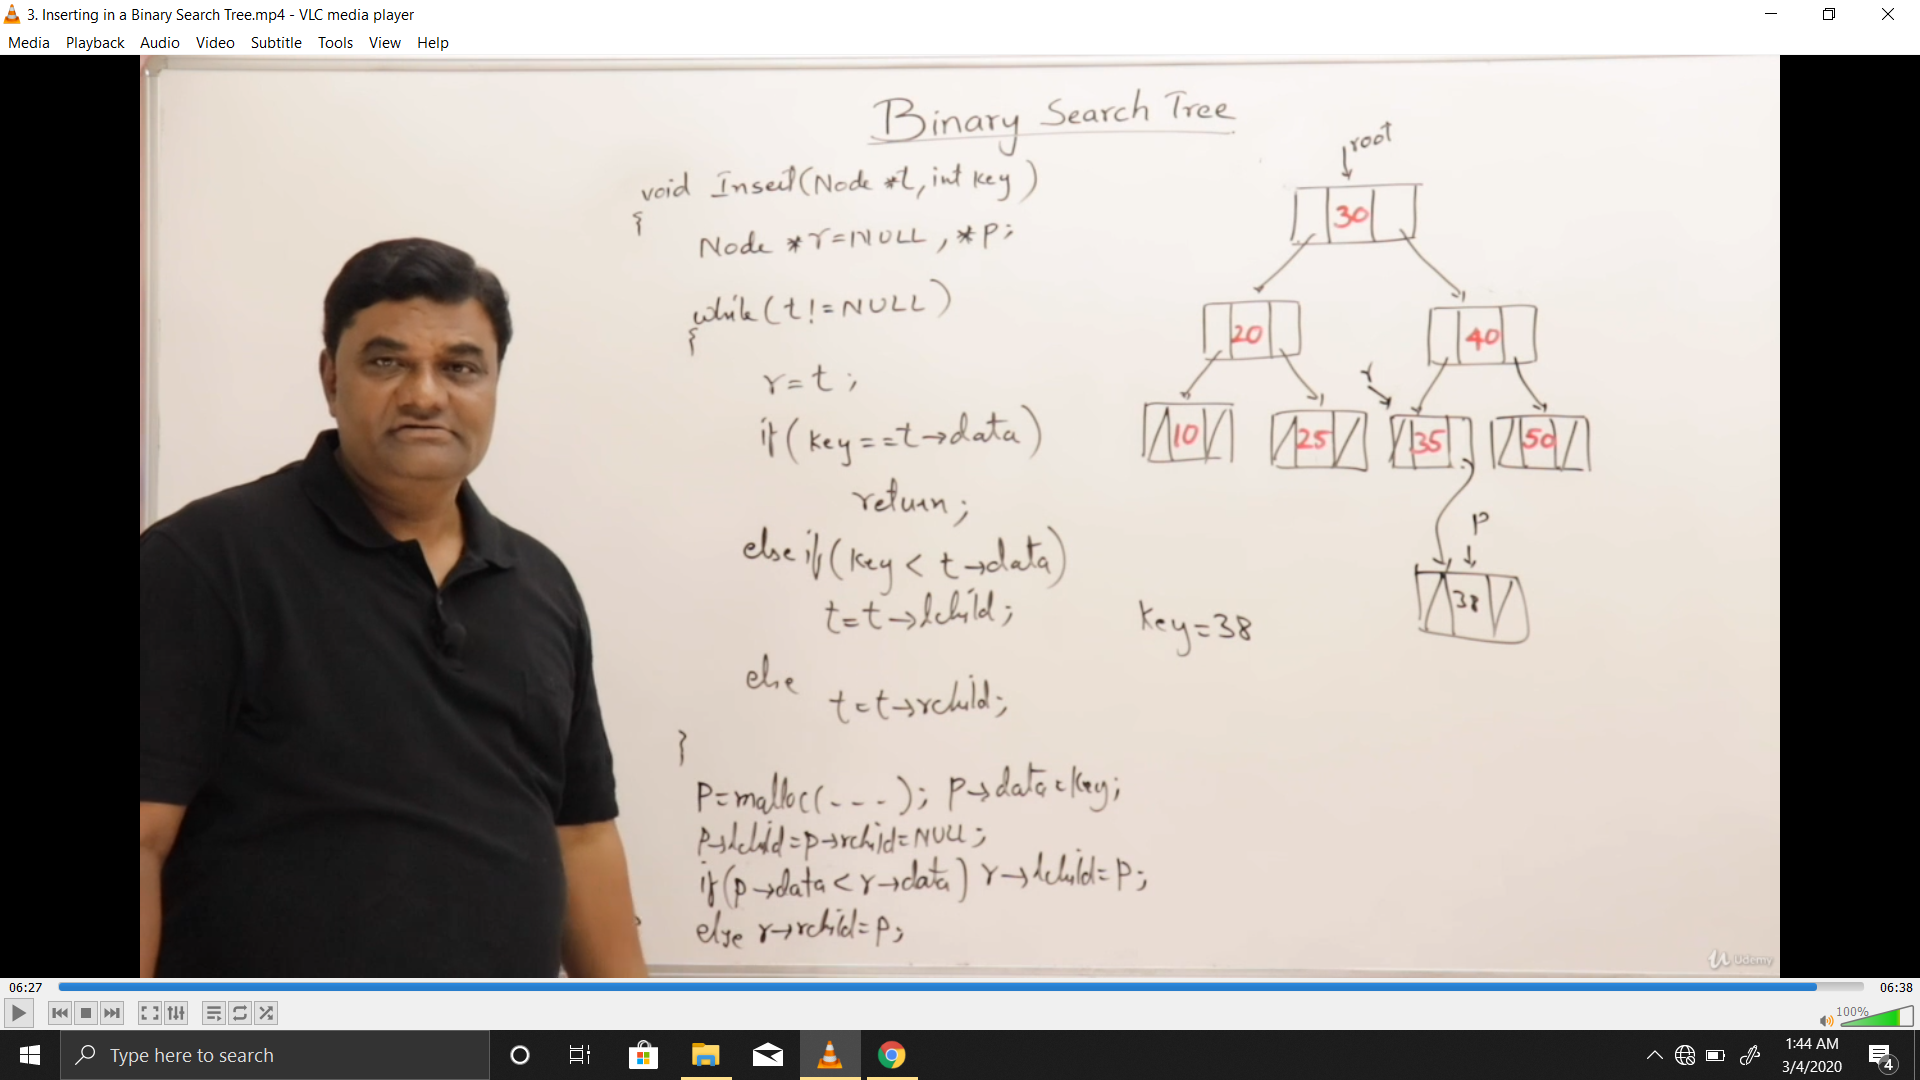 3. Inserting in a Binary Search Tree.mp4 - VLC media player
Media Playback Audio Video Subtitle Tools View Help
Binary Search Tree
void Insert(Node *t, int key)
{
Node *r=NULL, *p;
while(t!=NULL)
{
r=t;
if(key==t→data)
return;
else if(key < t→data)
t=t→lchild;
else
t=t→rchild;
}
P=malloc(---); p→data=key;
p→lchild=p→rchild=NULL;
if(p→data<r→data) r→lchild=p;
else r→rchild=p;
root
30
20
40
r
10
25
35
50
p
38
key=38
Udemy
06:27
06:38
100%
Type here to search
1:44 AM
3/4/2020
4